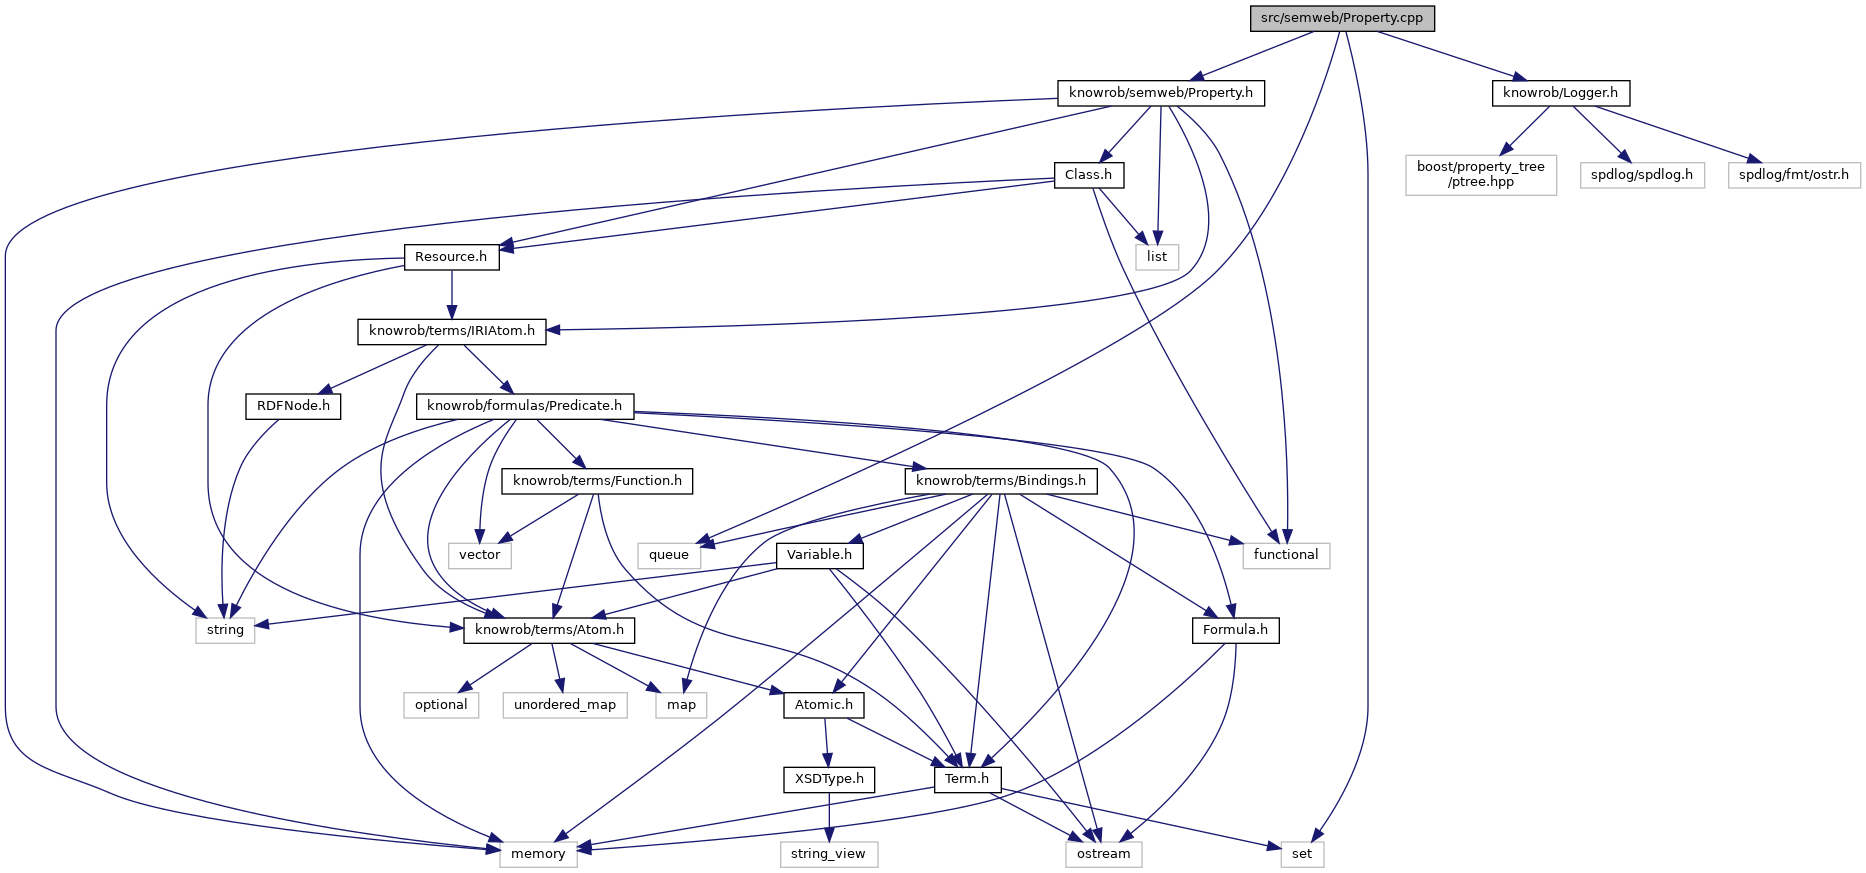 src/semweb/Property.cpp
knowrob/semweb/Property.h
knowrob/Logger.h
boost/property_tree
/ptree.hpp
spdlog/spdlog.h
spdlog/fmt/ostr.h
Class.h
Resource.h
list
knowrob/terms/IRIAtom.h
RDFNode.h
knowrob/formulas/Predicate.h
knowrob/terms/Function.h
knowrob/terms/Bindings.h
vector
queue
Variable.h
functional
string
knowrob/terms/Atom.h
Formula.h
optional
unordered_map
map
Atomic.h
XSDType.h
Term.h
memory
string_view
ostream
set